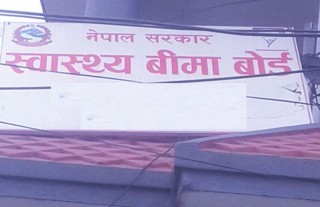 नेपाल सरकार
स्वास्थ्य बीमा बोर्ड